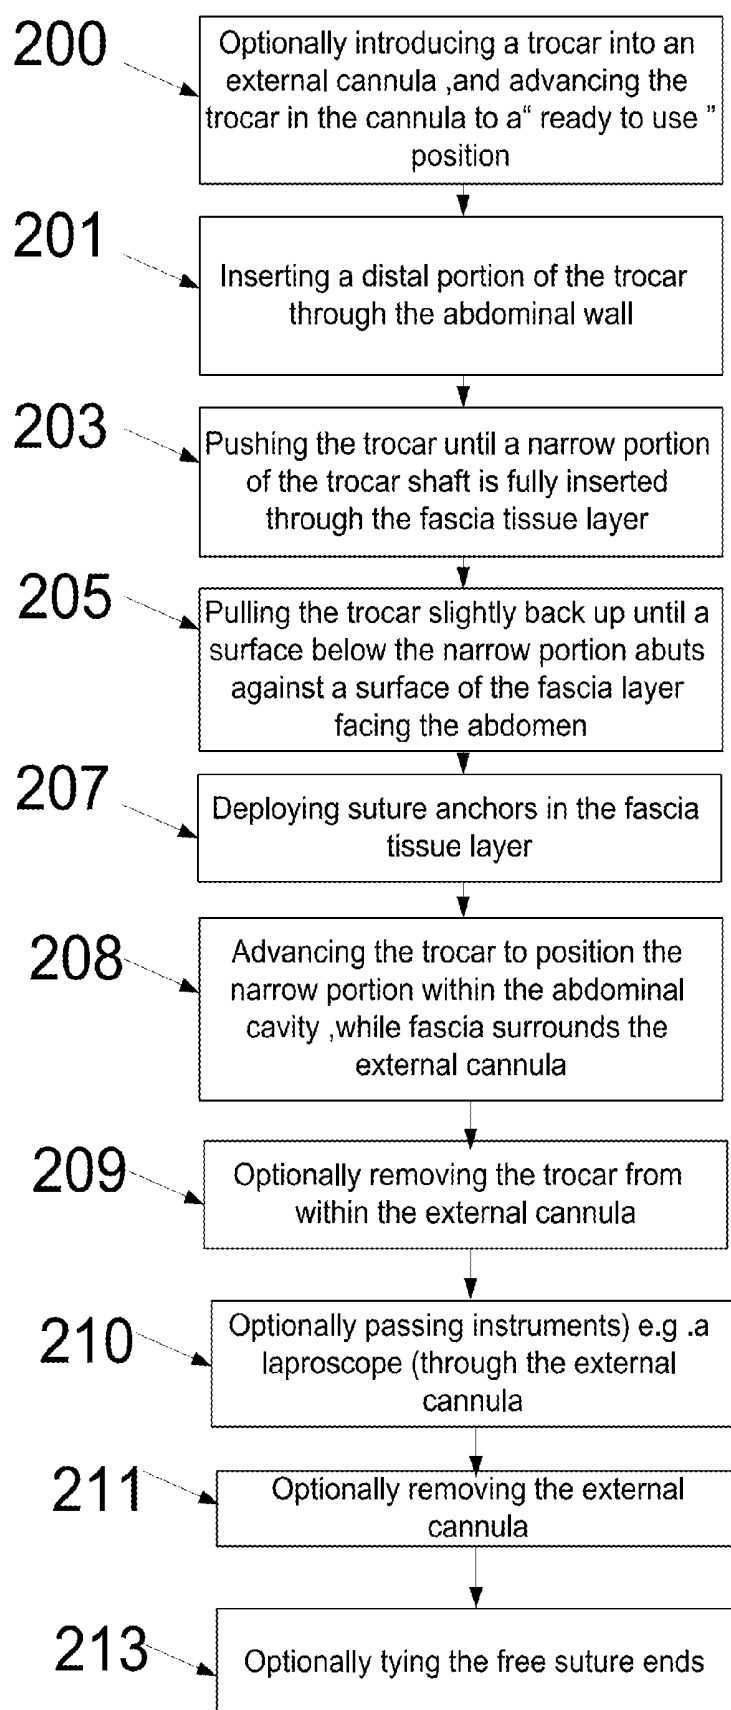 200
Optionally introducing a trocar into an
external cannula ,and advancing the
trocar in the cannula to a“ ready to use ”
position
201
Inserting a distal portion of the trocar
through the abdominal wall
203
Pushing the trocar until a narrow portion
of the trocar shaft is fully inserted
through the fascia tissue layer
205
Pulling the trocar slightly back up until a
surface below the narrow portion abuts
against a surface of the fascia layer
facing the abdomen
207
Deploying suture anchors in the fascia
tissue layer
208
Advancing the trocar to position the
narrow portion within the abdominal
cavity ,while fascia surrounds the
external cannula
209
Optionally removing the trocar from
within the external cannula
210
Optionally passing instruments) e.g .a
laproscope (through the external
cannula
211
Optionally removing the external
cannula
213
Optionally tying the free suture ends